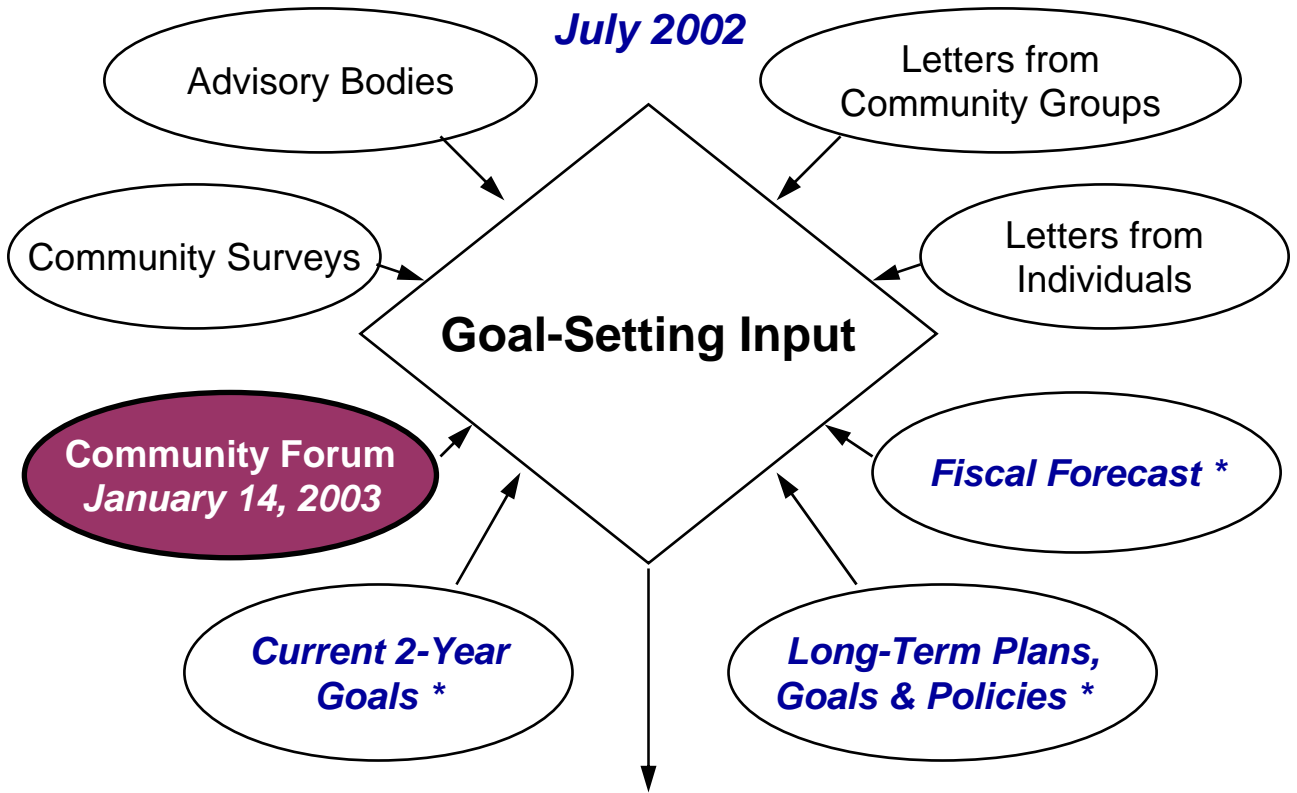 July 2002
Advisory Bodies
Letters from
Community Groups
Community Surveys
Letters from
Individuals
Goal-Setting Input
Community Forum
January 14, 2003
Fiscal Forecast *
Current 2-Year
Goals *
Long-Term Plans,
Goals & Policies *